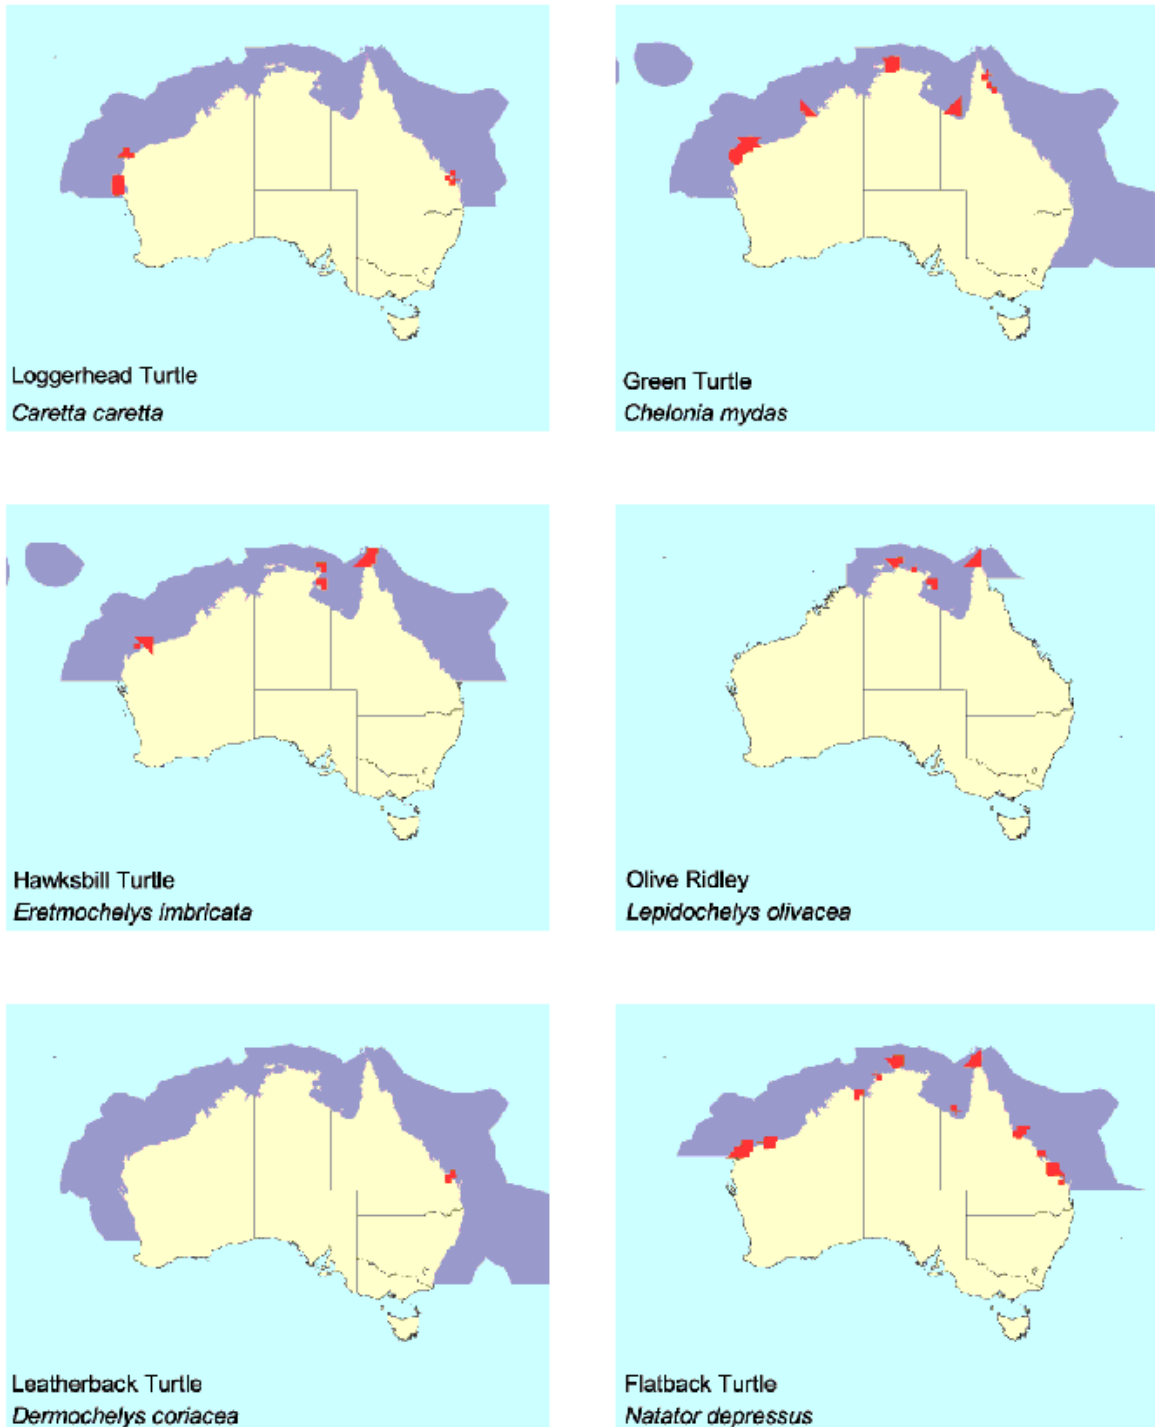 Loggerhead Turtle
Caretta caretta
Green Turtle
Chelonia mydas
Hawksbill Turtle
Eretmochelys imbricata
Olive Ridley
Lepidochelys olivacea
Leatherback Turtle
Dermochelys coriacea
Flatback Turtle
Natator depressus